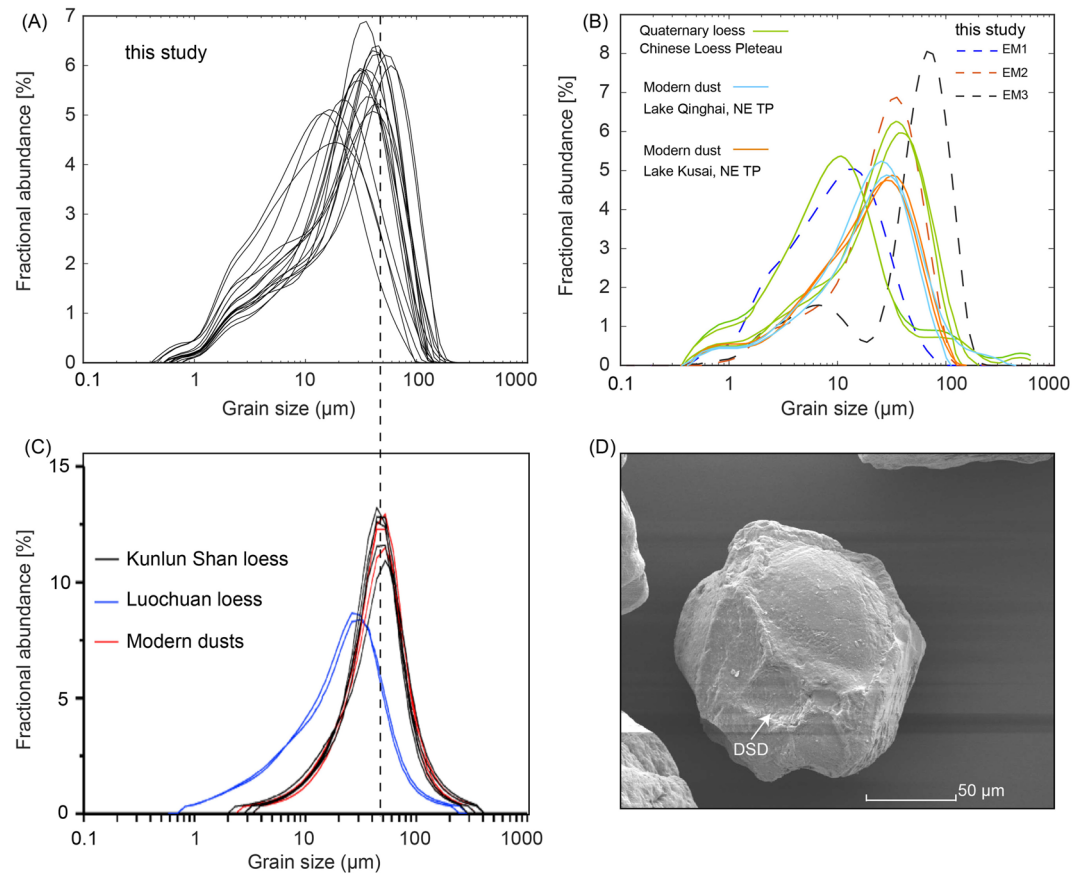 (A)
this study
Fractional abundance [%]
7
6
5
4
3
2
1
0
0.1
1
10
100
1000
Grain size (μm)
(B)
Quaternary loess
Chinese Loess Pleteau
Modern dust
Lake Qinghai, NE TP
Modern dust
Lake Kusai, NE TP
this study
EM1
EM2
EM3
Fractional abundance [%]
8
7
6
5
4
3
2
1
0
0.1
1
10
100
1000
Grain size (μm)
(C)
Kunlun Shan loess
Luochuan loess
Modern dusts
Fractional abundance [%]
15
10
5
0
0.1
1
10
100
1000
Grain size (μm)
(D)
DSD
50 μm